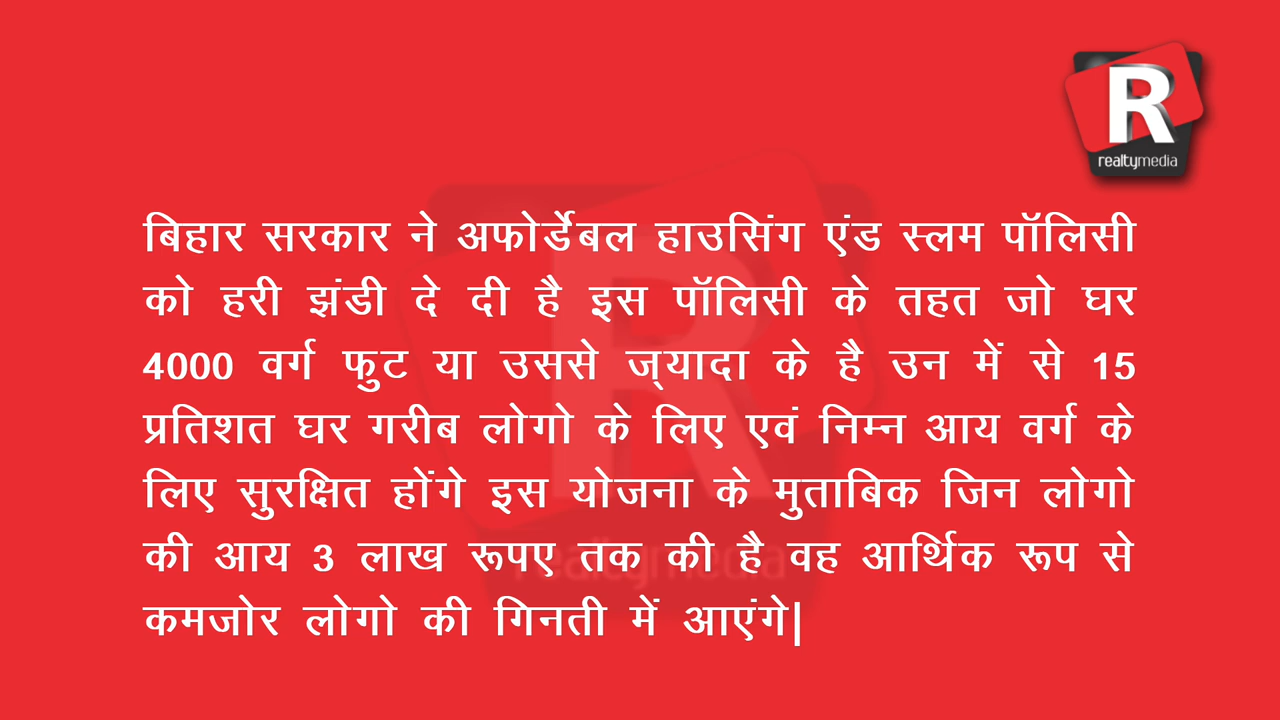 R
realtymedia
बिहार सरकार ने अफोर्डेबल हाउसिंग एंड स्लम पॉलिसी
को हरी झंडी दे दी है इस पॉलिसी के तहत जो घर
4000 वर्ग फुट या उससे ज्यादा के है उन में से 15
प्रतिशत घर गरीब लोगो के लिए एवं निम्न आय वर्ग के
लिए सुरक्षित होंगे इस योजना के मुताबिक जिन लोगो
की आय 3 लाख रूपए तक की है वह आर्थिक रूप से
कमजोर लोगो की गिनती में आएंगे|
R
realtymedia